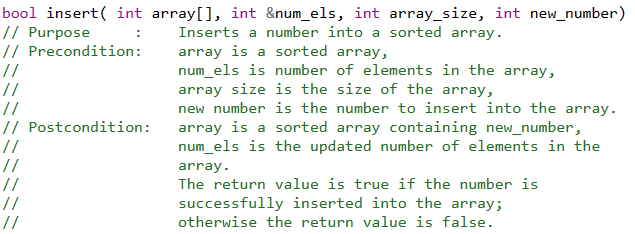 bool insert( int array[], int &num_els, int array_size, int new_number)
// Purpose     :    Inserts a number into a sorted array.
// Precondition:    array is a sorted array,
//                  num_els is number of elements in the array,
//                  array size is the size of the array,
//                  new number is the number to insert into the array.
// Postcondition:   array is a sorted array containing new_number,
//                  num_els is the updated number of elements in the
//                  array.
//                  The return value is true if the number is
//                  successfully inserted into the array;
//                  otherwise the return value is false.